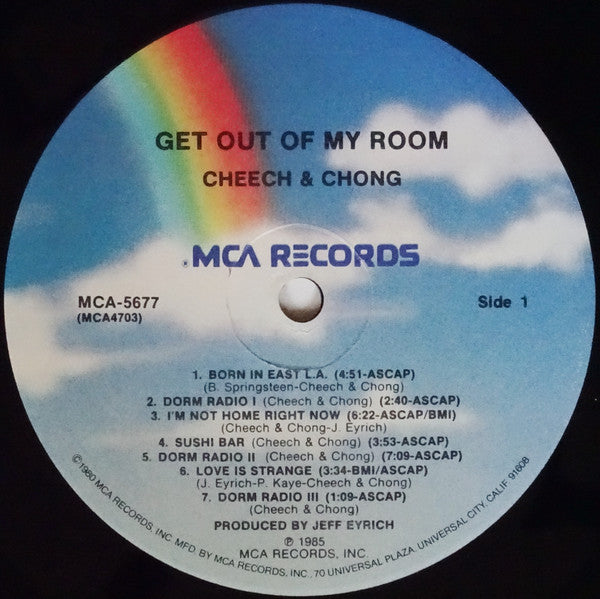 GET OUT OF MY ROOM
CHEECH & CHONG
MCA RECORDS
MCA-5677
(MCA4703)
Side 1
1. BORN IN EAST L.A. (4:51-ASCAP)
(B. Springsteen-Cheech & Chong)
2. DORM RADIO I (Cheech & Chong) (2:40-ASCAP)
3. I'M NOT HOME RIGHT NOW (6:22-ASCAP/BMI)
(Cheech & Chong-J. Eyrich)
4. SUSHI BAR (Cheech & Chong) (3:53-ASCAP)
5. DORM RADIO II (Cheech & Chong) (7:09-ASCAP)
6. LOVE IS STRANGE (3:34-BMI/ASCAP)
(J. Eyrich-P. Kaye-Cheech & Chong)
7. DORM RADIO III (1:09-ASCAP)
(Cheech & Chong)
PRODUCED BY JEFF EYRICH
℗ 1985
MCA RECORDS, INC.
©1980 MCA RECORDS, INC. MFD. BY MCA RECORDS, INC., 70 UNIVERSAL PLAZA, UNIVERSAL CITY, CALIF. 91608